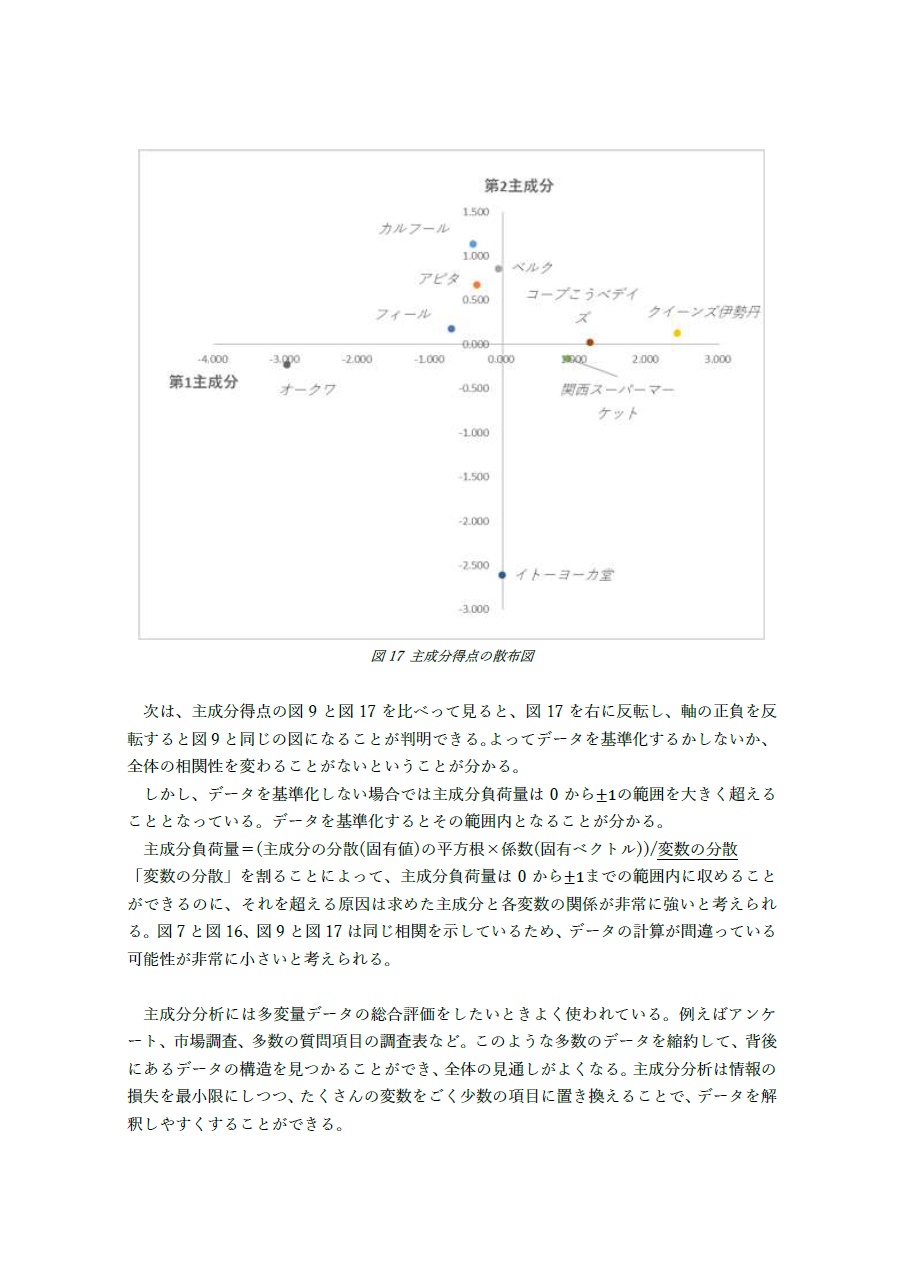 第2主成分
1.500
カルフール
1.000
ベルク
アピタ
コープこうべデイ
ズ
0.500
クイーンズ伊勢丹
フィール
0.000
-4.000 -3.000 -2.000 -1.000 0.000 1.000 2.000 3.000
第1主成分
オークワ
-0.500
関西スーパーマー
ケット
-1.000
-1.500
-2.000
-2.500
イトーヨーカ堂
-3.000
図 17 主成分得点の散布図
次は、主成分得点の図 9 と図 17 を比べって見ると、図 17 を右に反転し、軸の正負を反
転すると図 9 と同じの図になることが判明できる。よってデータを基準化するかしないか、
全体の相関性を変わることがないということが分かる。
しかし、データを基準化しない場合では主成分負荷量は 0 から±1の範囲を大きく超える
こととなっている。データを基準化するとその範囲内となることが分かる。
主成分負荷量＝(主成分の分散(固有値)の平方根×係数(固有ベクトル))/変数の分散
「変数の分散」を割ることによって、主成分負荷量は 0 から±1までの範囲内に収めること
ができるのに、それを超える原因は求めた主成分と各変数の関係が非常に強いと考えられ
る。図 7 と図 16、図 9 と図 17 は同じ相関を示しているため、データの計算が間違っている
可能性が非常に小さいと考えられる。
主成分分析には多変量データの総合評価をしたいときよく使われている。例えばアンケ
ート、市場調査、多数の質問項目の調査表など。このような多数のデータを縮約して、背後
にあるデータの構造を見つかることができ、全体の見通しがよくなる。主成分分析は情報の
損失を最小限にしつつ、たくさんの変数をごく少数の項目に置き換えることで、データを解
釈しやすくすることができる。